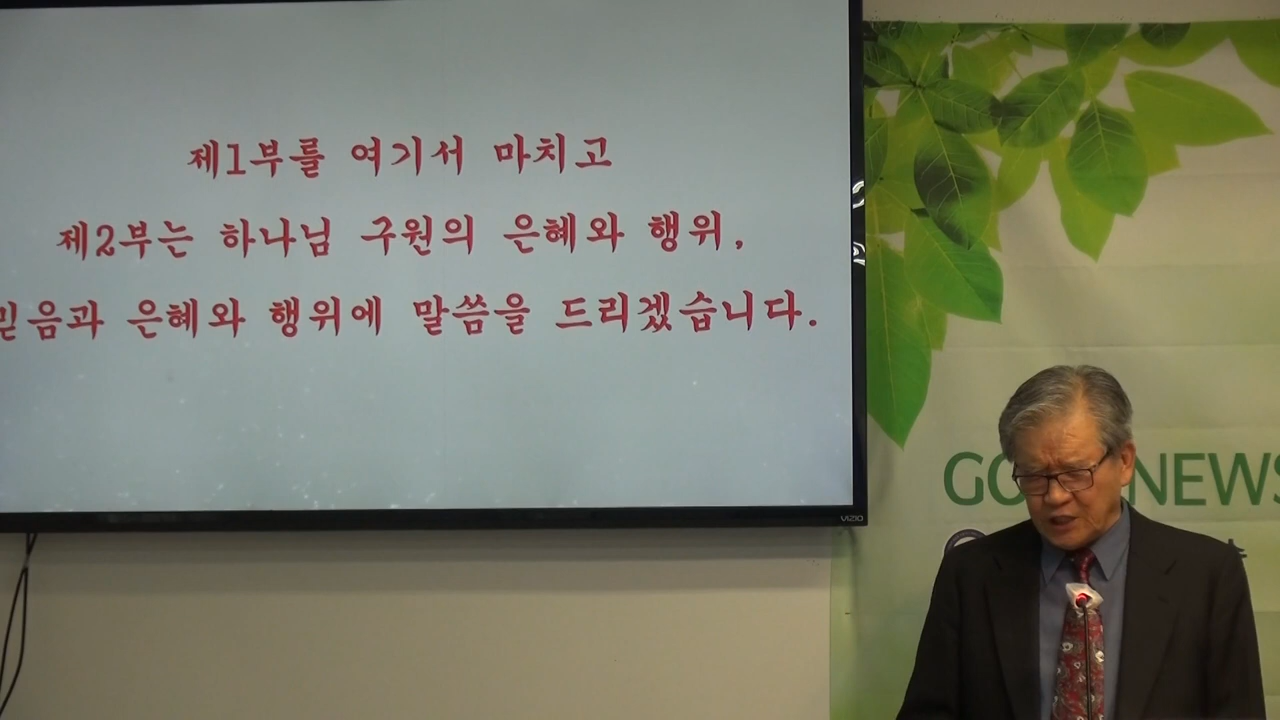 제1부를 여기서 마치고
제2부는 하나님 구원의 은혜와 행위,
믿음과 은혜와 행위에 말씀을 드리겠습니다.
VIZIO
NEWS